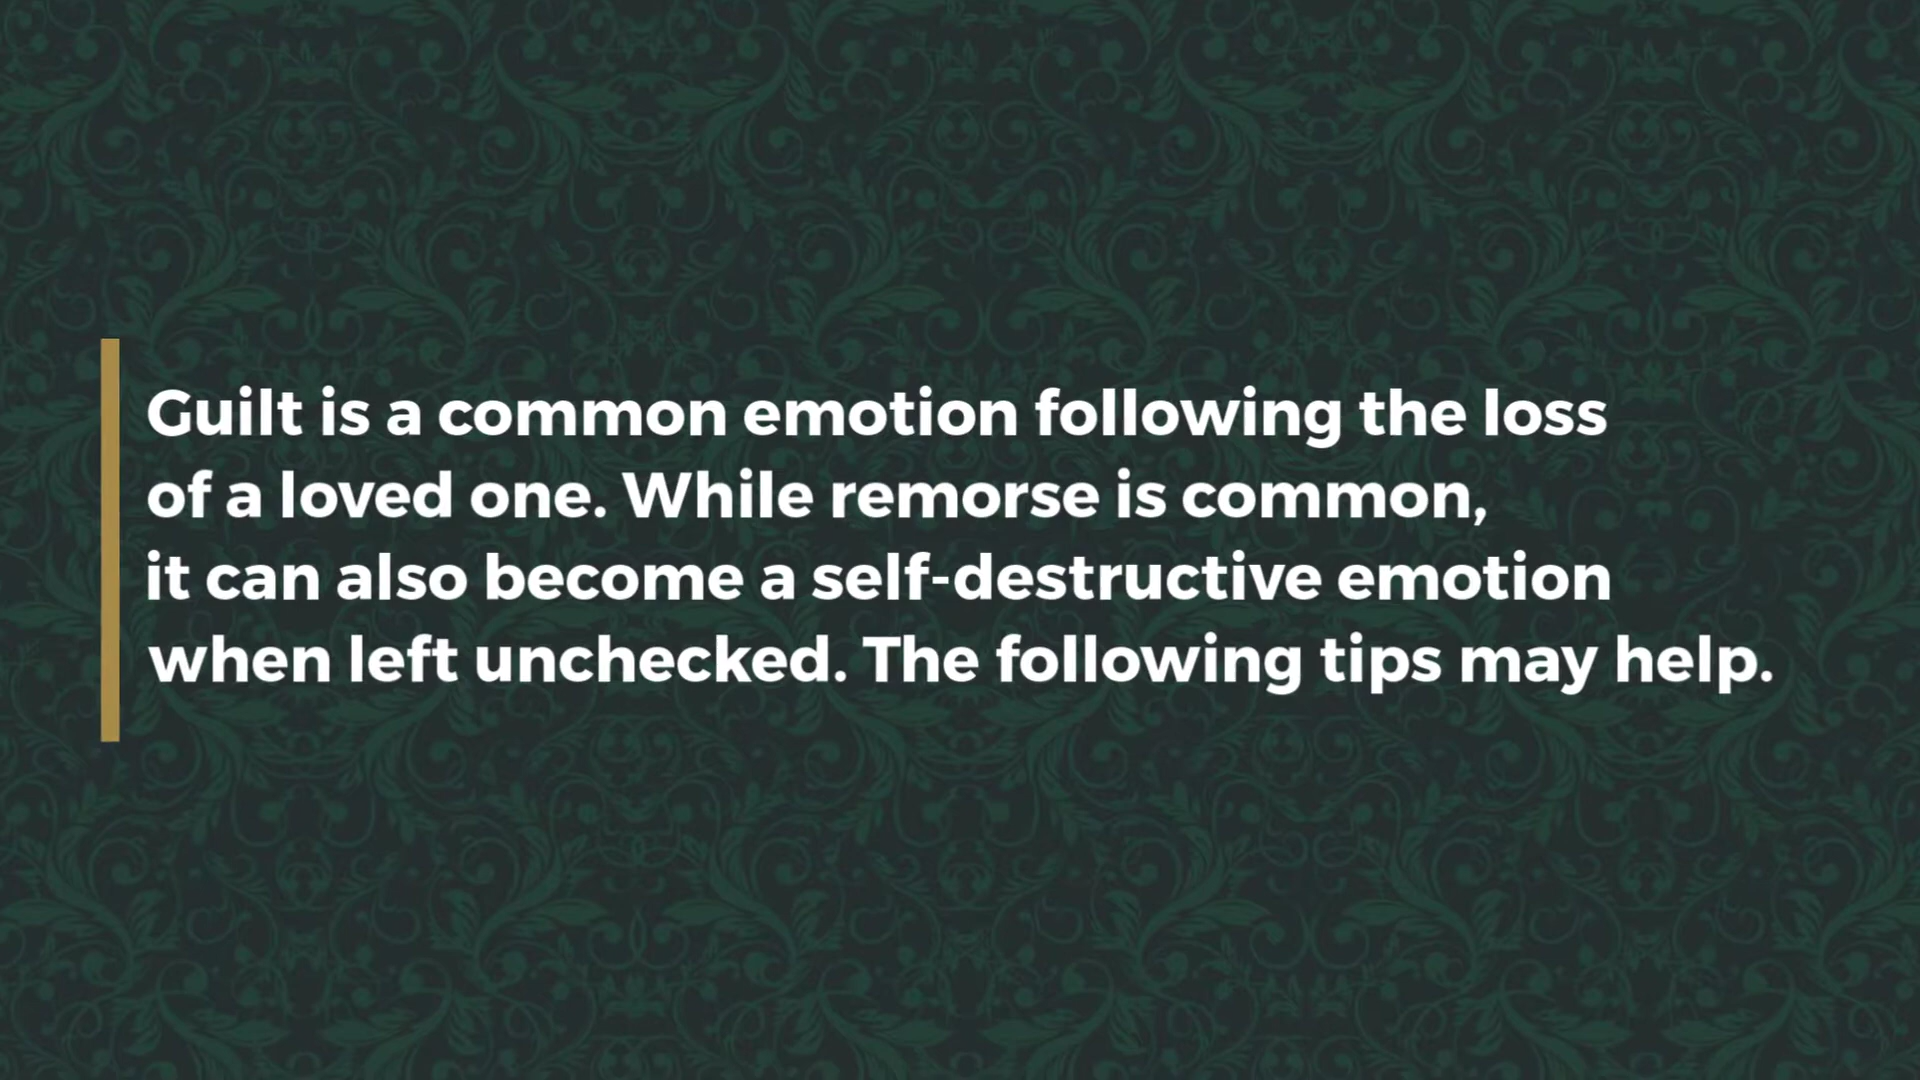 Guilt is a common emotion following the loss
of a loved one. While remorse is common,
it can also become a self-destructive emotion
when left unchecked. The following tips may help.